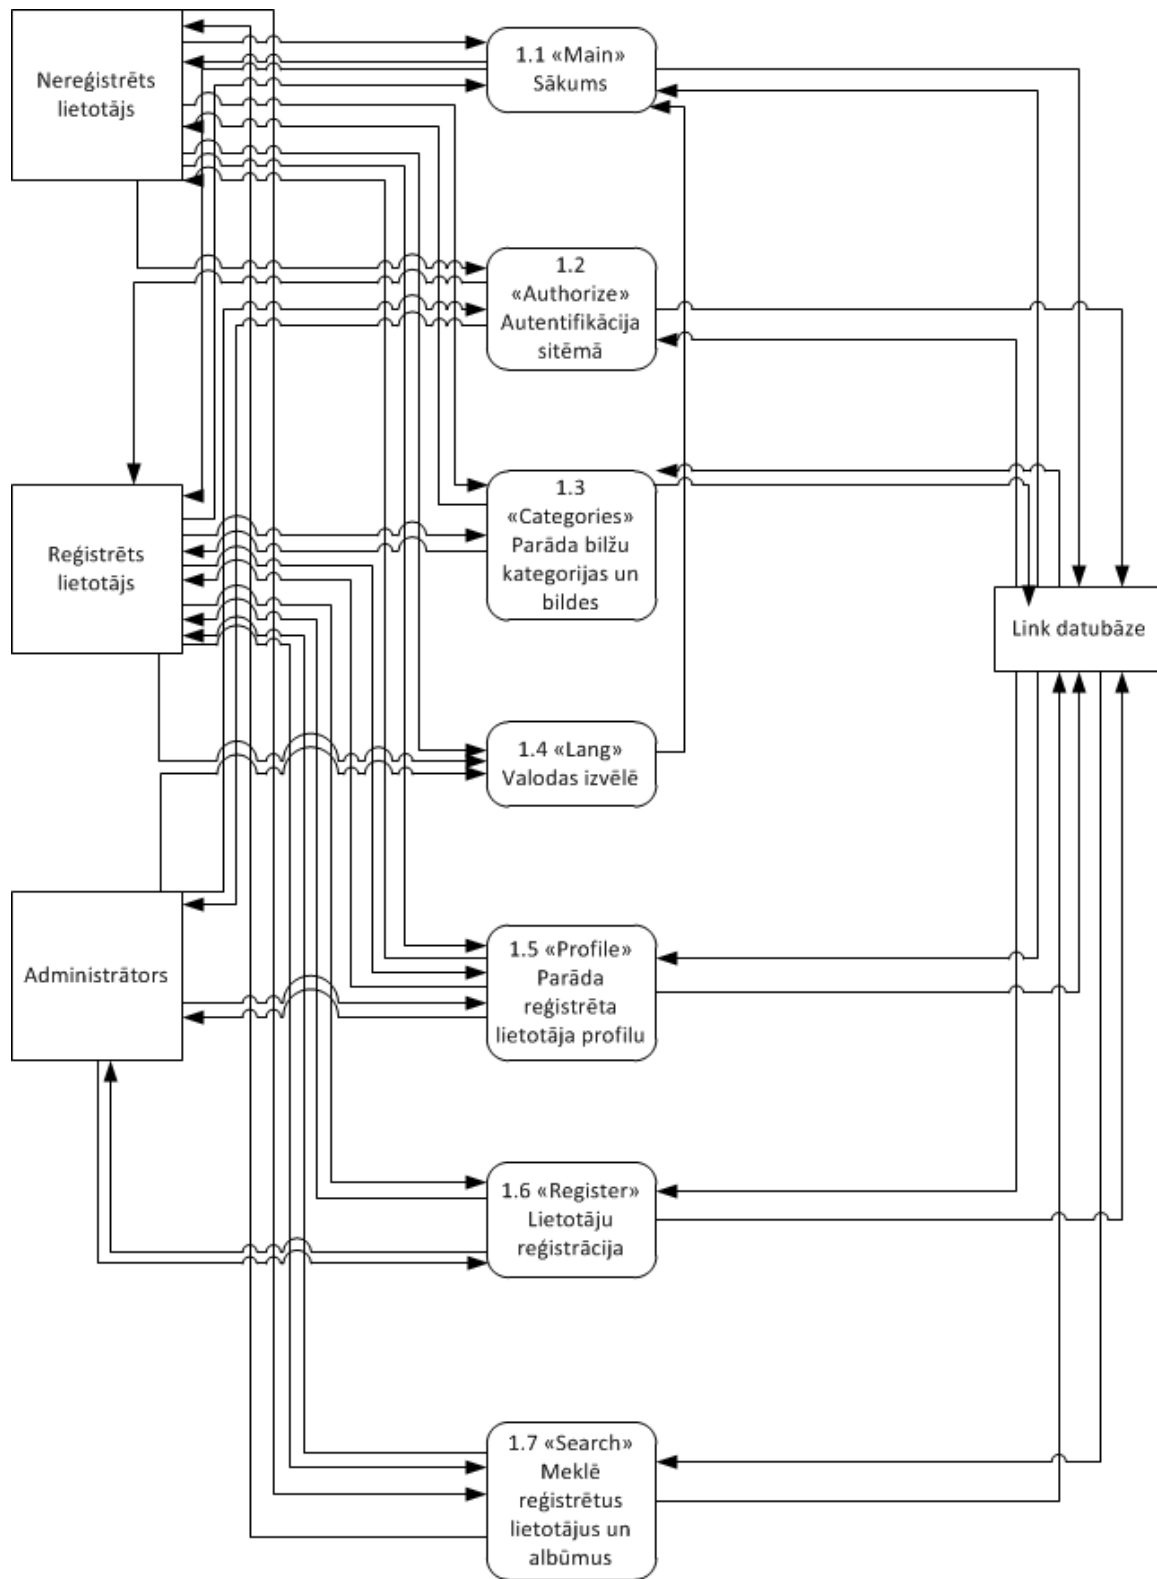 Nereģistrēts
lietotājs
1.1 «Main»
Sākums
1.2
«Authorize»
Autentifikācija
sitēmā
Reģistrēts
lietotājs
1.3
«Categories»
Parāda bilžu
kategorijas un
bildes
Link datubāze
1.4 «Lang»
Valodas izvēlē
Administrātors
1.5 «Profile»
Parāda
reģistrēta
lietotāja profilu
1.6 «Register»
Lietotāju
reģistrācija
1.7 «Search»
Meklē
reģistrētus
lietotājus un
albūmus